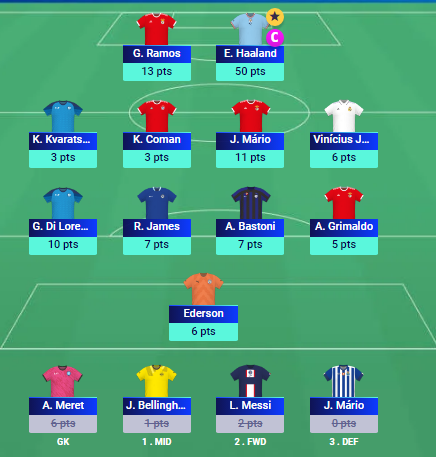 G. Ramos
E. Haaland
C
13 pts
50 pts
K. Kvarats...
K. Coman
J. Mário
Vinícius J...
3 pts
3 pts
11 pts
6 pts
G. Di Lore...
R. James
A. Bastoni
A. Grimaldo
10 pts
7 pts
7 pts
5 pts
Ederson
6 pts
A. Meret
J. Bellingh...
L. Messi
J. Mário
6 pts
1 pts
2 pts
0 pts
GK
1 . MID
2 . FWD
3 . DEF